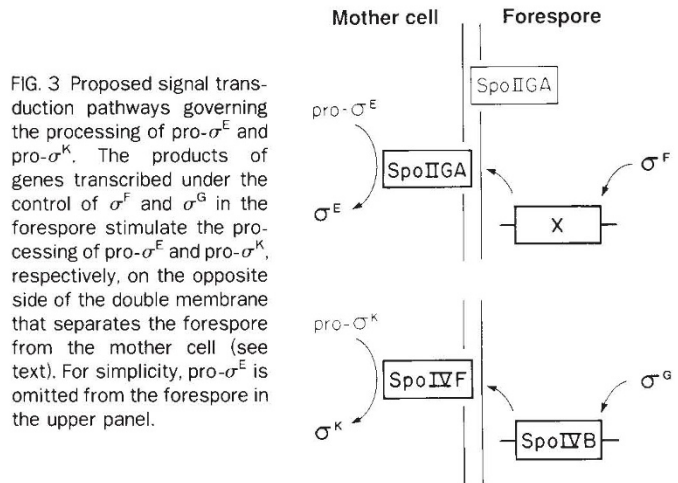 Mother cell Forespore
FIG. 3 Proposed signal trans-
duction pathways governing
the processing of pro-σᴱ and
pro-σᴷ. The products of
genes transcribed under the
control of σᶠ and σᴳ in the
forespore stimulate the pro-
cessing of pro-σᴱ and pro-σᴷ,
respectively, on the opposite
side of the double membrane
that separates the forespore
from the mother cell (see
text). For simplicity, pro-σᴱ is
omitted from the forespore in
the upper panel.
SpoIIGA
pro-σᴱ
SpoIIGA
σᴱ
σᶠ
X
pro-σᴷ
SpoIVF
σᴷ
σᴳ
SpoIVB